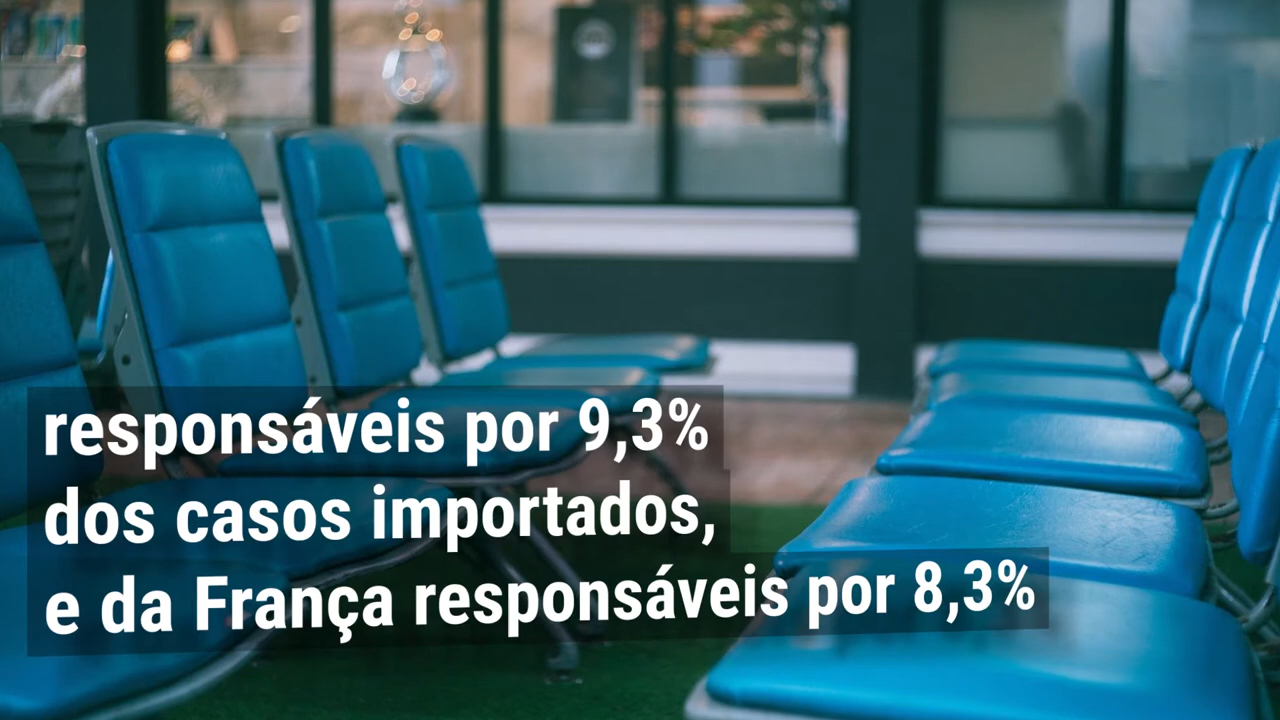 responsáveis por 9,3%
dos casos importados,
e da França responsáveis por 8,3%